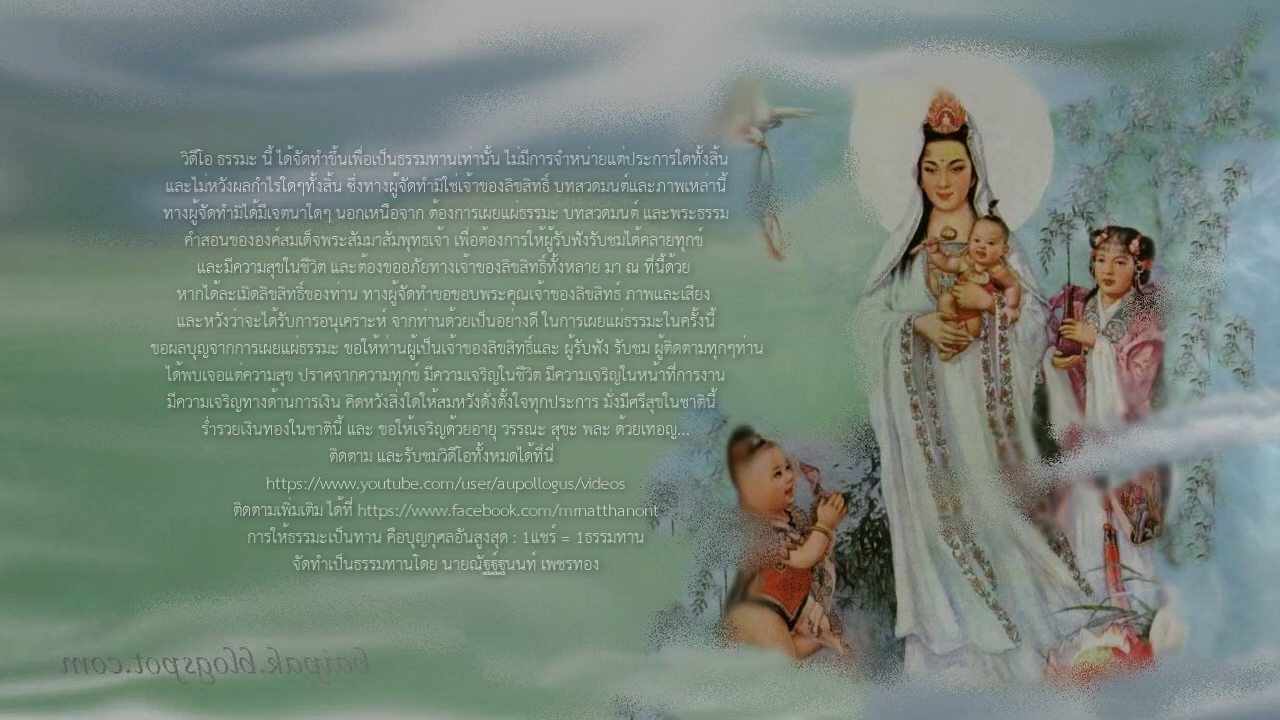 วิดีโอ ธรรมะ นี้ ได้จัดทำขึ้นเพื่อเป็นธรรมทานเท่านั้น ไม่มีการจำหน่ายแต่ประการใดทั้งสิ้น
และไม่หวังผลกำไรใดๆทั้งสิ้น ซึ่งทางผู้จัดทำมิใช่เจ้าของลิขสิทธิ์ บทสวดมนต์และภาพเหล่านี้
ทางผู้จัดทำมิได้มีเจตนาใดๆ นอกเหนือจาก ต้องการเผยแผ่ธรรมะ บทสวดมนต์ และพระธรรม
คำสอนขององค์สมเด็จพระสัมมาสัมพุทธเจ้า เพื่อต้องการให้ผู้รับฟังรับชมได้คลายทุกข์
และมีความสุขในชีวิต และต้องขออภัยทางเจ้าของลิขสิทธิ์ทั้งหลาย มา ณ ที่นี้ด้วย
หากได้ละเมิดลิขสิทธิ์ของท่าน ทางผู้จัดทำขอขอบพระคุณเจ้าของลิขสิทธิ์ ภาพและเสียง
และหวังว่าจะได้รับการอนุเคราะห์ จากท่านด้วยเป็นอย่างดี ในการเผยแผ่ธรรมะในครั้งนี้
ขอผลบุญจากการเผยแผ่ธรรมะ ขอให้ท่านผู้เป็นเจ้าของลิขสิทธิ์และ ผู้รับฟัง รับชม ผู้ติดตามทุกๆท่าน
ได้พบเจอแต่ความสุข ปราศจากความทุกข์ มีความเจริญในชีวิต มีความเจริญในหน้าที่การงาน
มีความเจริญทางด้านการเงิน คิดหวังสิ่งใดให้สมหวังดั่งตั้งใจทุกประการ มั่งมีศรีสุขในชาตินี้
ร่ำรวยเงินทองในชาตินี้ และ ขอให้เจริญด้วยอายุ วรรณะ สุขะ พละ ด้วยเทอญ...
ติดตาม และรับชมวิดีโอทั้งหมดได้ที่นี่
https://www.youtube.com/user/aupollogus/videos
ติดตามเพิ่มเติม ได้ที่ https://www.facebook.com/mrnatthanont
การให้ธรรมะเป็นทาน คือบุญกุศลอันสูงสุด : 1แชร์ = 1ธรรมทาน
จัดทำเป็นธรรมทานโดย นายณัฐฐ์ฐนนท์ เพชรทอง
baipak.blogspot.com